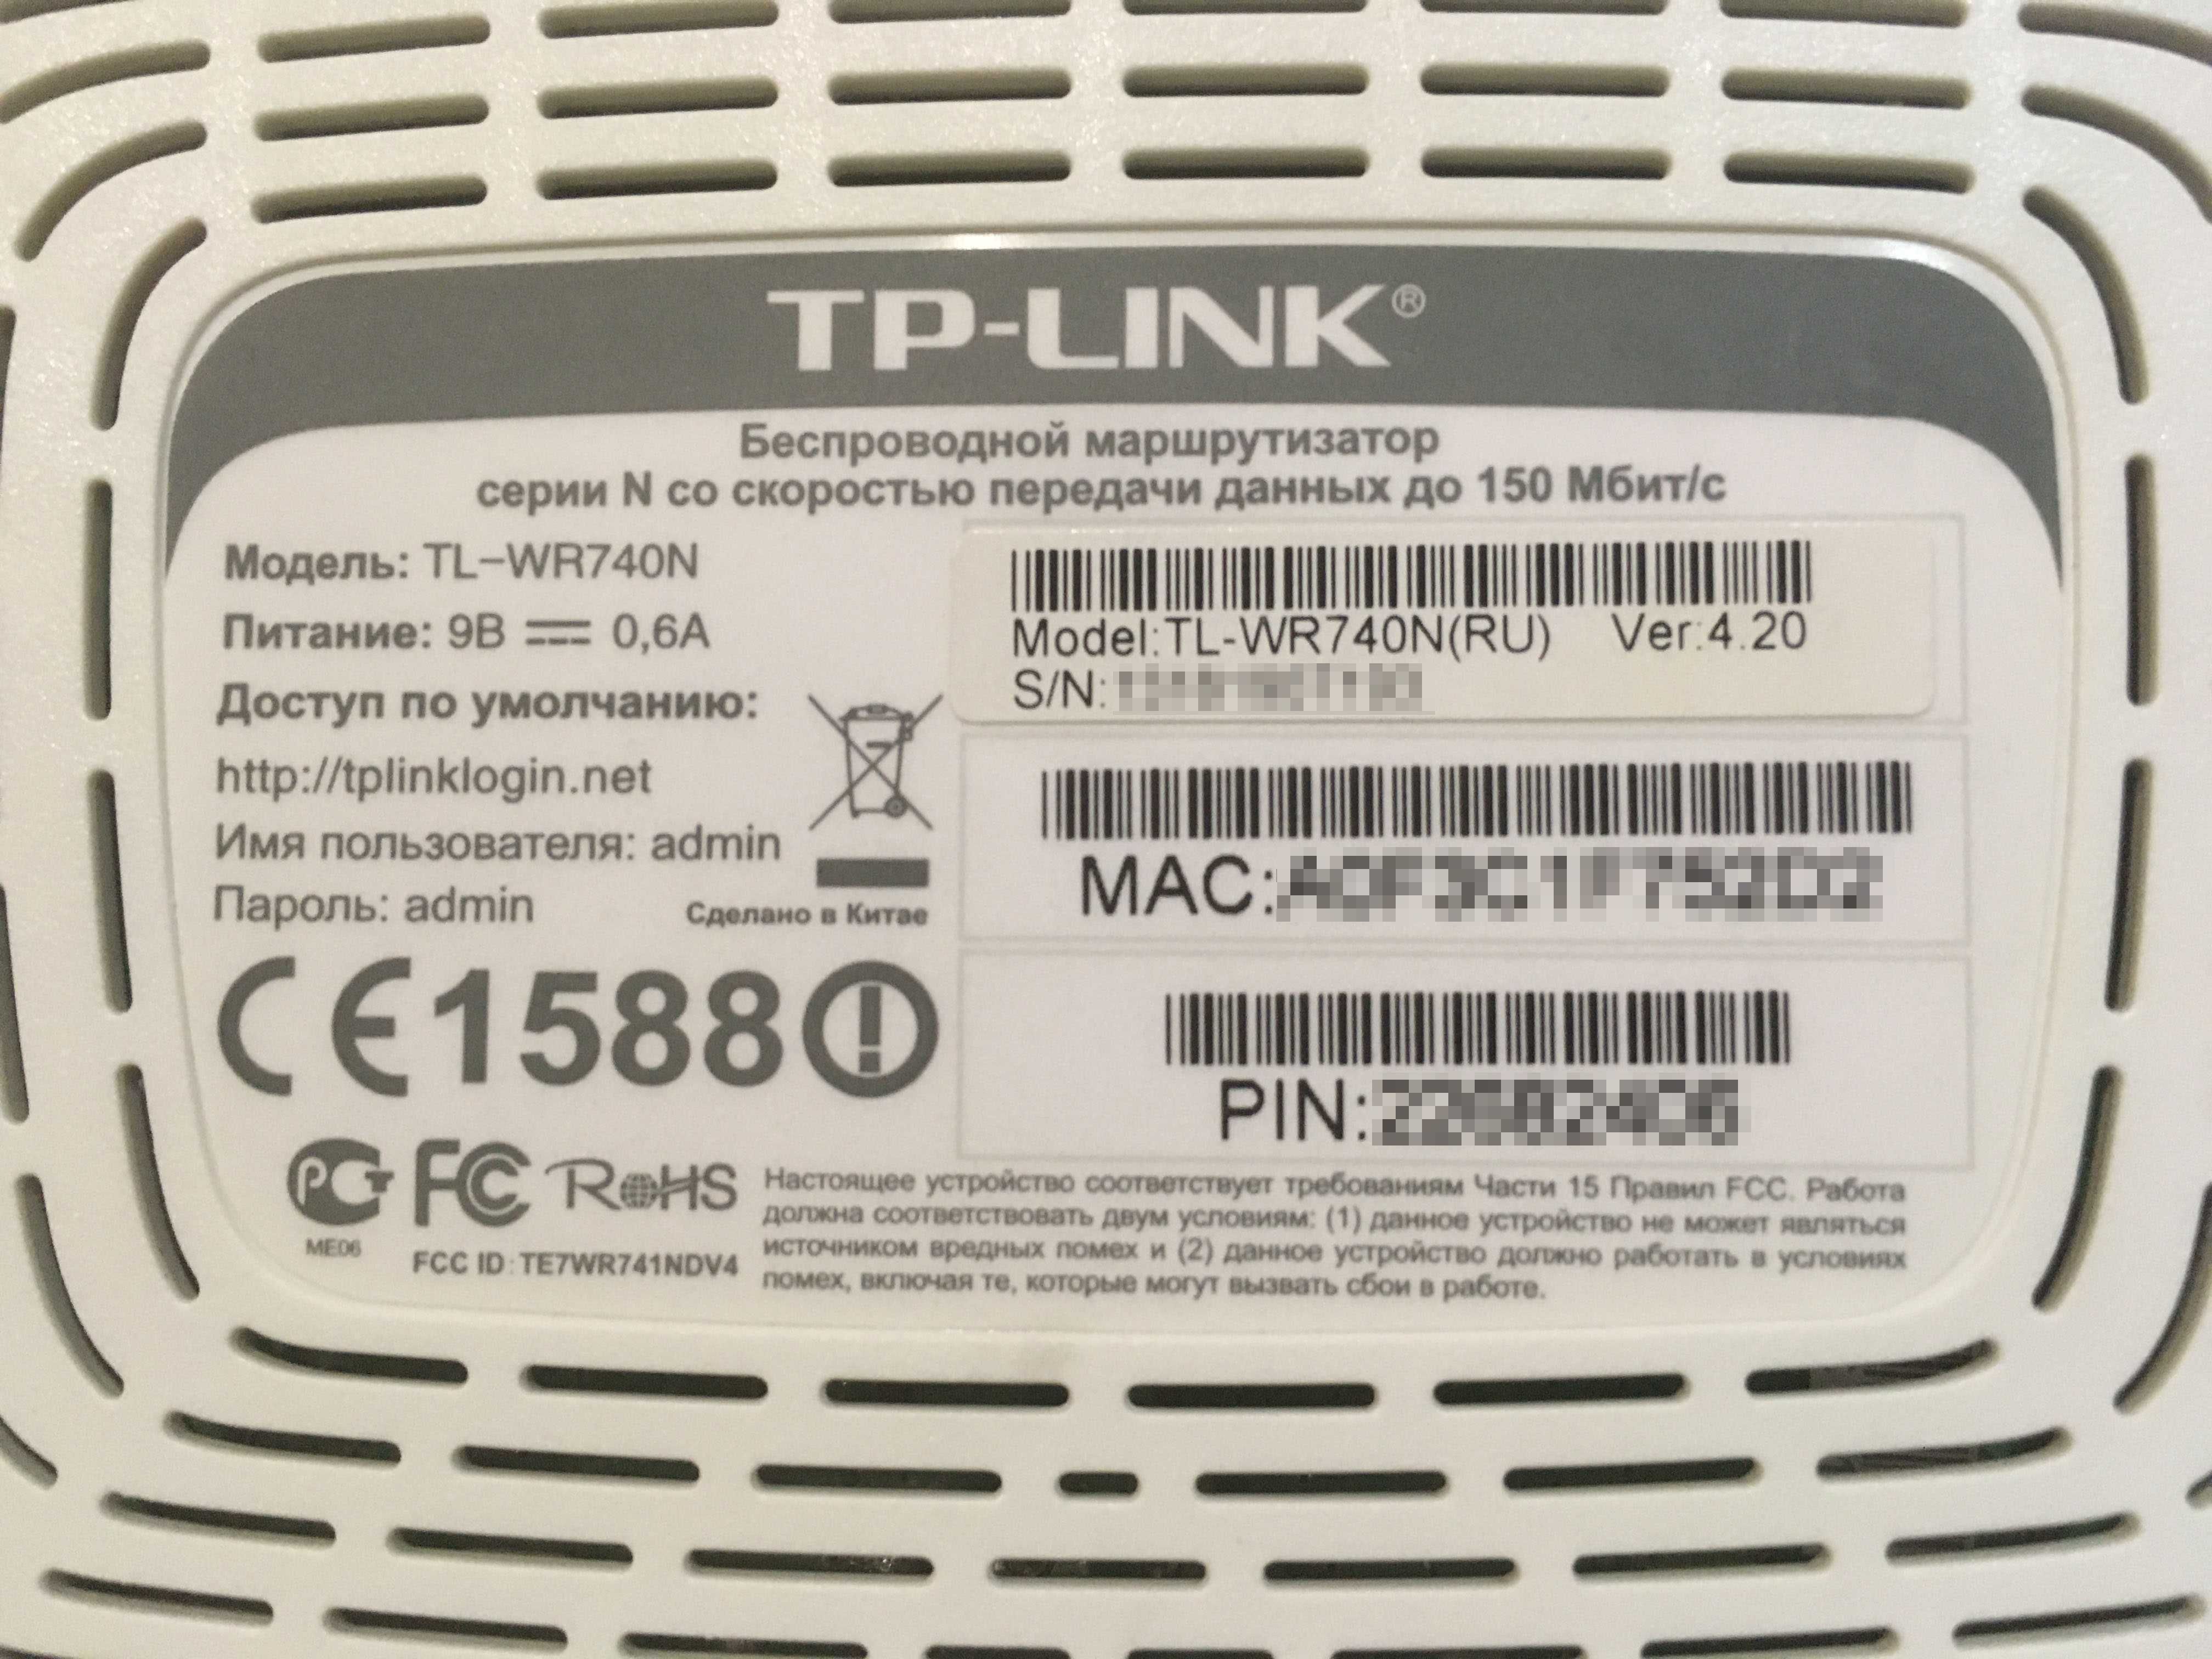 TP-LINK®
Беспроводной маршрутизатор
серии N со скоростью передачи данных до 150 Мбит/с
Модель: TL-WR740N
Питание: 9В 0,6А
Доступ по умолчанию:
http://tplinklogin.net
Имя пользователя: admin
Пароль: admin
Сделано в Китае
Model:TL-WR740N(RU) Ver:4.20
S/N:
MAC:
PIN:
CE1588
РСТ FC RoHS
ME06
FCC ID: TE7WR741NDV4
Настоящее устройство соответствует требованиям Части 15 Правил FCC. Работа
должна соответствовать двум условиям: (1) данное устройство не может являться
источником вредных помех и (2) данное устройство должно работать в условиях
помех, включая те, которые могут вызвать сбои в работе.